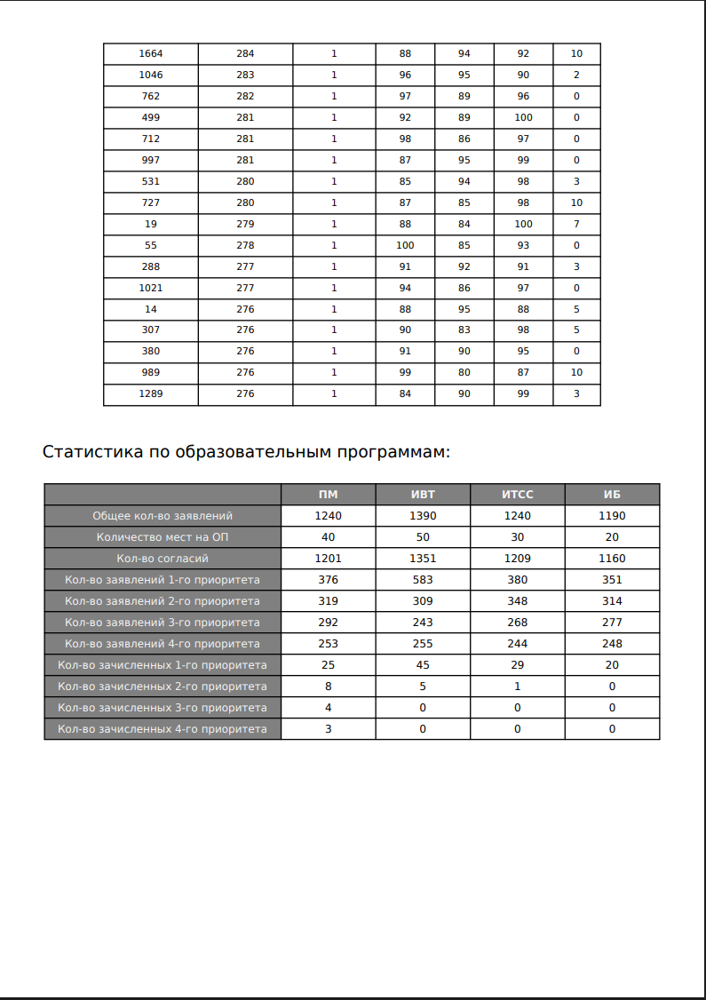 1664 284 1 88 94 92 10
1046 283 1 96 95 90 2
762 282 1 97 89 96 0
499 281 1 92 89 100 0
712 281 1 98 86 97 0
997 281 1 87 95 99 0
531 280 1 85 94 98 3
727 280 1 87 85 98 10
19 279 1 88 84 100 7
55 278 1 100 85 93 0
288 277 1 91 92 91 3
1021 277 1 94 86 97 0
14 276 1 88 95 88 5
307 276 1 90 83 98 5
380 276 1 91 90 95 0
989 276 1 99 80 87 10
1289 276 1 84 90 99 3
Статистика по образовательным программам:
ПМ ИВТ ИТСС ИБ
Общее кол-во заявлений 1240 1390 1240 1190
Количество мест на ОП 40 50 30 20
Кол-во согласий 1201 1351 1209 1160
Кол-во заявлений 1-го приоритета 376 583 380 351
Кол-во заявлений 2-го приоритета 319 309 348 314
Кол-во заявлений 3-го приоритета 292 243 268 277
Кол-во заявлений 4-го приоритета 253 255 244 248
Кол-во зачисленных 1-го приоритета 25 45 29 20
Кол-во зачисленных 2-го приоритета 8 5 1 0
Кол-во зачисленных 3-го приоритета 4 0 0 0
Кол-во зачисленных 4-го приоритета 3 0 0 0